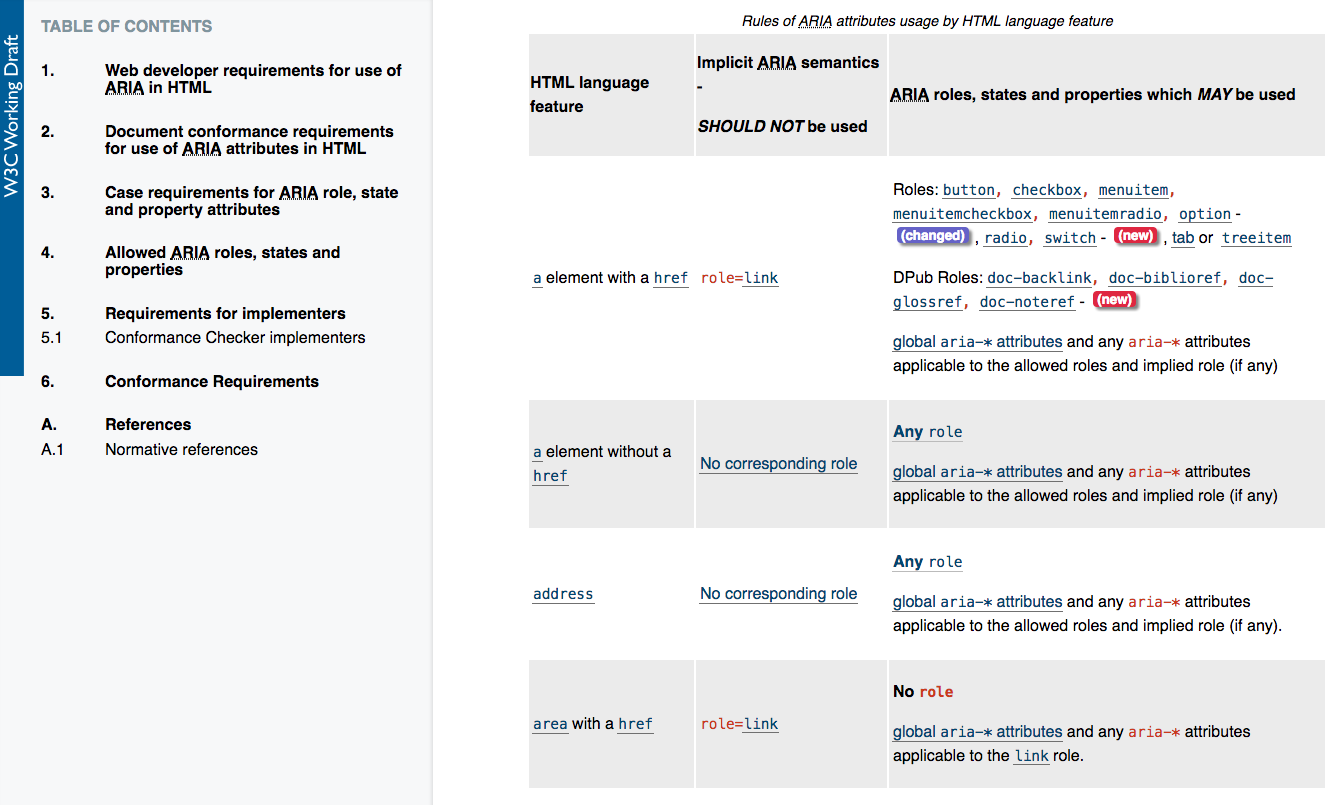 W3C Working Draft
TABLE OF CONTENTS
1. Web developer requirements for use of
ARIA in HTML
2. Document conformance requirements
for use of ARIA attributes in HTML
3. Case requirements for ARIA role, state
and property attributes
4. Allowed ARIA roles, states and
properties
5. Requirements for implementers
5.1 Conformance Checker implementers
6. Conformance Requirements
A. References
A.1 Normative references
Rules of ARIA attributes usage by HTML language feature
HTML language
feature
Implicit ARIA semantics
-
SHOULD NOT be used
ARIA roles, states and properties which MAY be used
a element with a href
role=link
Roles: button, checkbox, menuitem,
menuitemcheckbox, menuitemradio, option -
(changed) , radio, switch - (new) , tab or treeitem
DPub Roles: doc-backlink, doc-biblioref, doc-
glossref, doc-noteref - (new)
global aria-* attributes and any aria-* attributes
applicable to the allowed roles and implied role (if any)
a element without a
href
No corresponding role
Any role
global aria-* attributes and any aria-* attributes
applicable to the allowed roles and implied role (if any)
address
No corresponding role
Any role
global aria-* attributes and any aria-* attributes
applicable to the allowed roles and implied role (if any).
area with a href
role=link
No role
global aria-* attributes and any aria-* attributes
applicable to the link role.